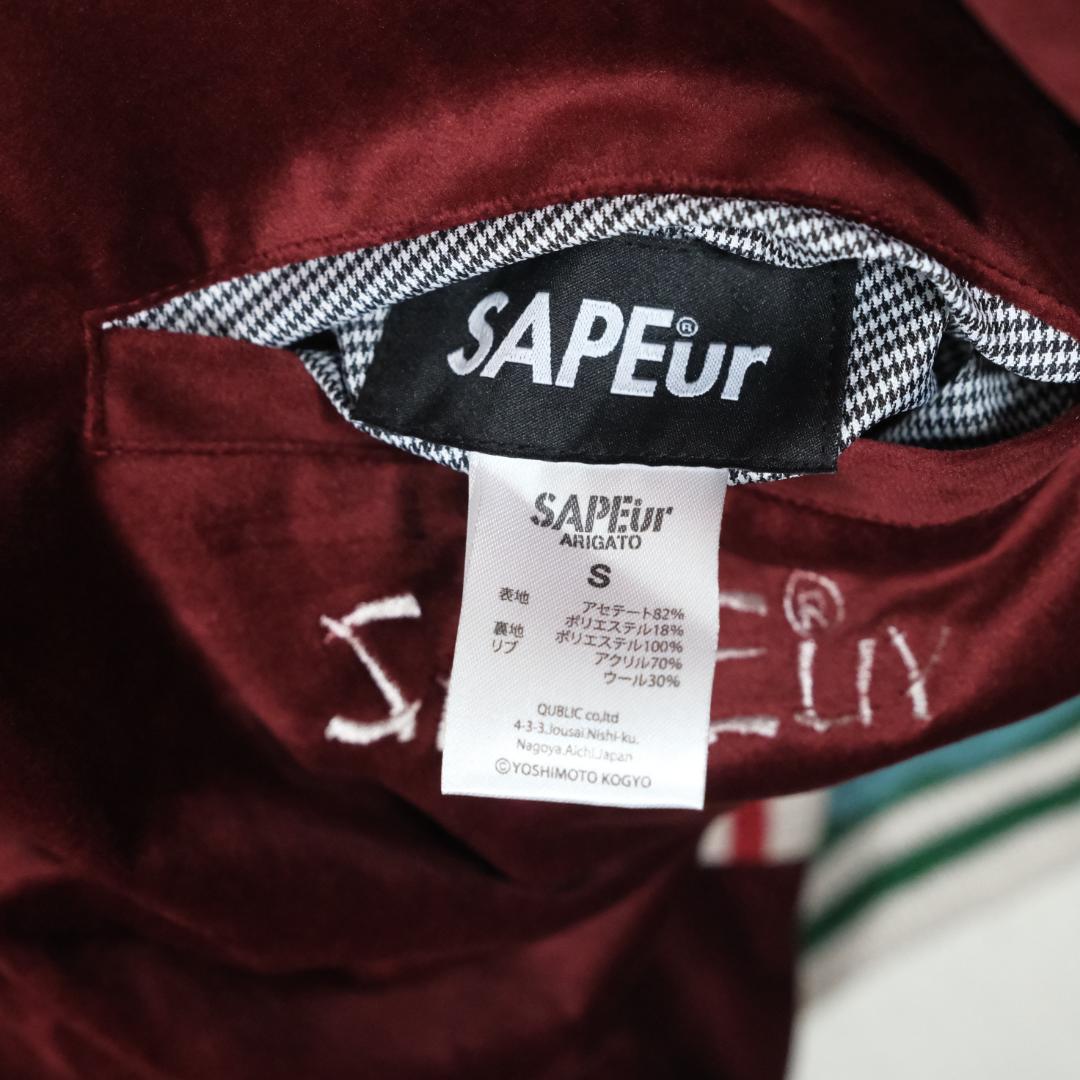 SAPEur®
SAPEur
ARIGATO
S
表地 アセテート82%
ポリエステル18%
裏地 ポリエステル100%
リブ アクリル70%
ウール30%
QUBLIC co,ltd
4-3-3.Jousai.Nishi-ku.
Nagoya.Aichi.Japan
©YOSHIMOTO KOGYO